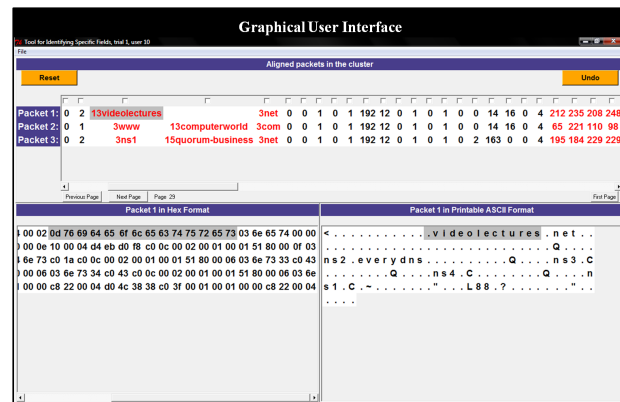 Graphical User Interface
Tool for Identifying Specific Fields, trial 1, user 10
File
Aligned packets in the cluster
Reset
Undo
Packet 1: 0 2 13videolectures 3net 0 0 1 0 1 192 12 0 1 0 1 0 0 14 16 0 4 212 235 208 248
Packet 2: 0 1 3www 13computerworld 3com 0 0 1 0 1 192 12 0 1 0 1 0 0 14 16 0 4 65 221 110 98
Packet 3: 0 2 3ns1 15quorum-business 3net 0 0 1 0 1 192 12 0 1 0 1 0 2 163 0 0 4 195 184 229 229
Previous Page Next Page Page 29 First Page
Packet 1 in Hex Format
00 02 0d 76 69 64 65 6f 6c 65 63 74 75 72 65 73 03 6e 65 74 00 00
00 0e 10 00 04 d4 eb d0 f8 c0 0c 00 02 00 01 00 01 51 80 00 0f 03
6e 73 c0 1a c0 0c 00 02 00 01 00 01 51 80 00 06 03 6e 73 33 c0 43
00 06 03 6e 73 34 c0 43 c0 0c 00 02 00 01 00 01 51 80 00 06 03 6e
00 00 c8 22 00 04 d0 4c 38 38 c0 3f 00 01 00 01 00 00 c8 22 00 04
Packet 1 in Printable ASCII Format
< . . . . . . . . . . . . v i d e o l e c t u r e s . n e t . .
. . . . . . . . . . . . . . . . . . . . . . . . . . . . Q . . .
n s 2 . e v e r y d n s . . . . . . . . . . Q . . . . n s 3 . C
. . . . . . . . . Q . . . . n s 4 . C . . . . . . . . . Q . . . . n
s 1 . C . ~ . . . . . . . " . . . L 8 8 . ? . . . . . . . " . .
. . . .